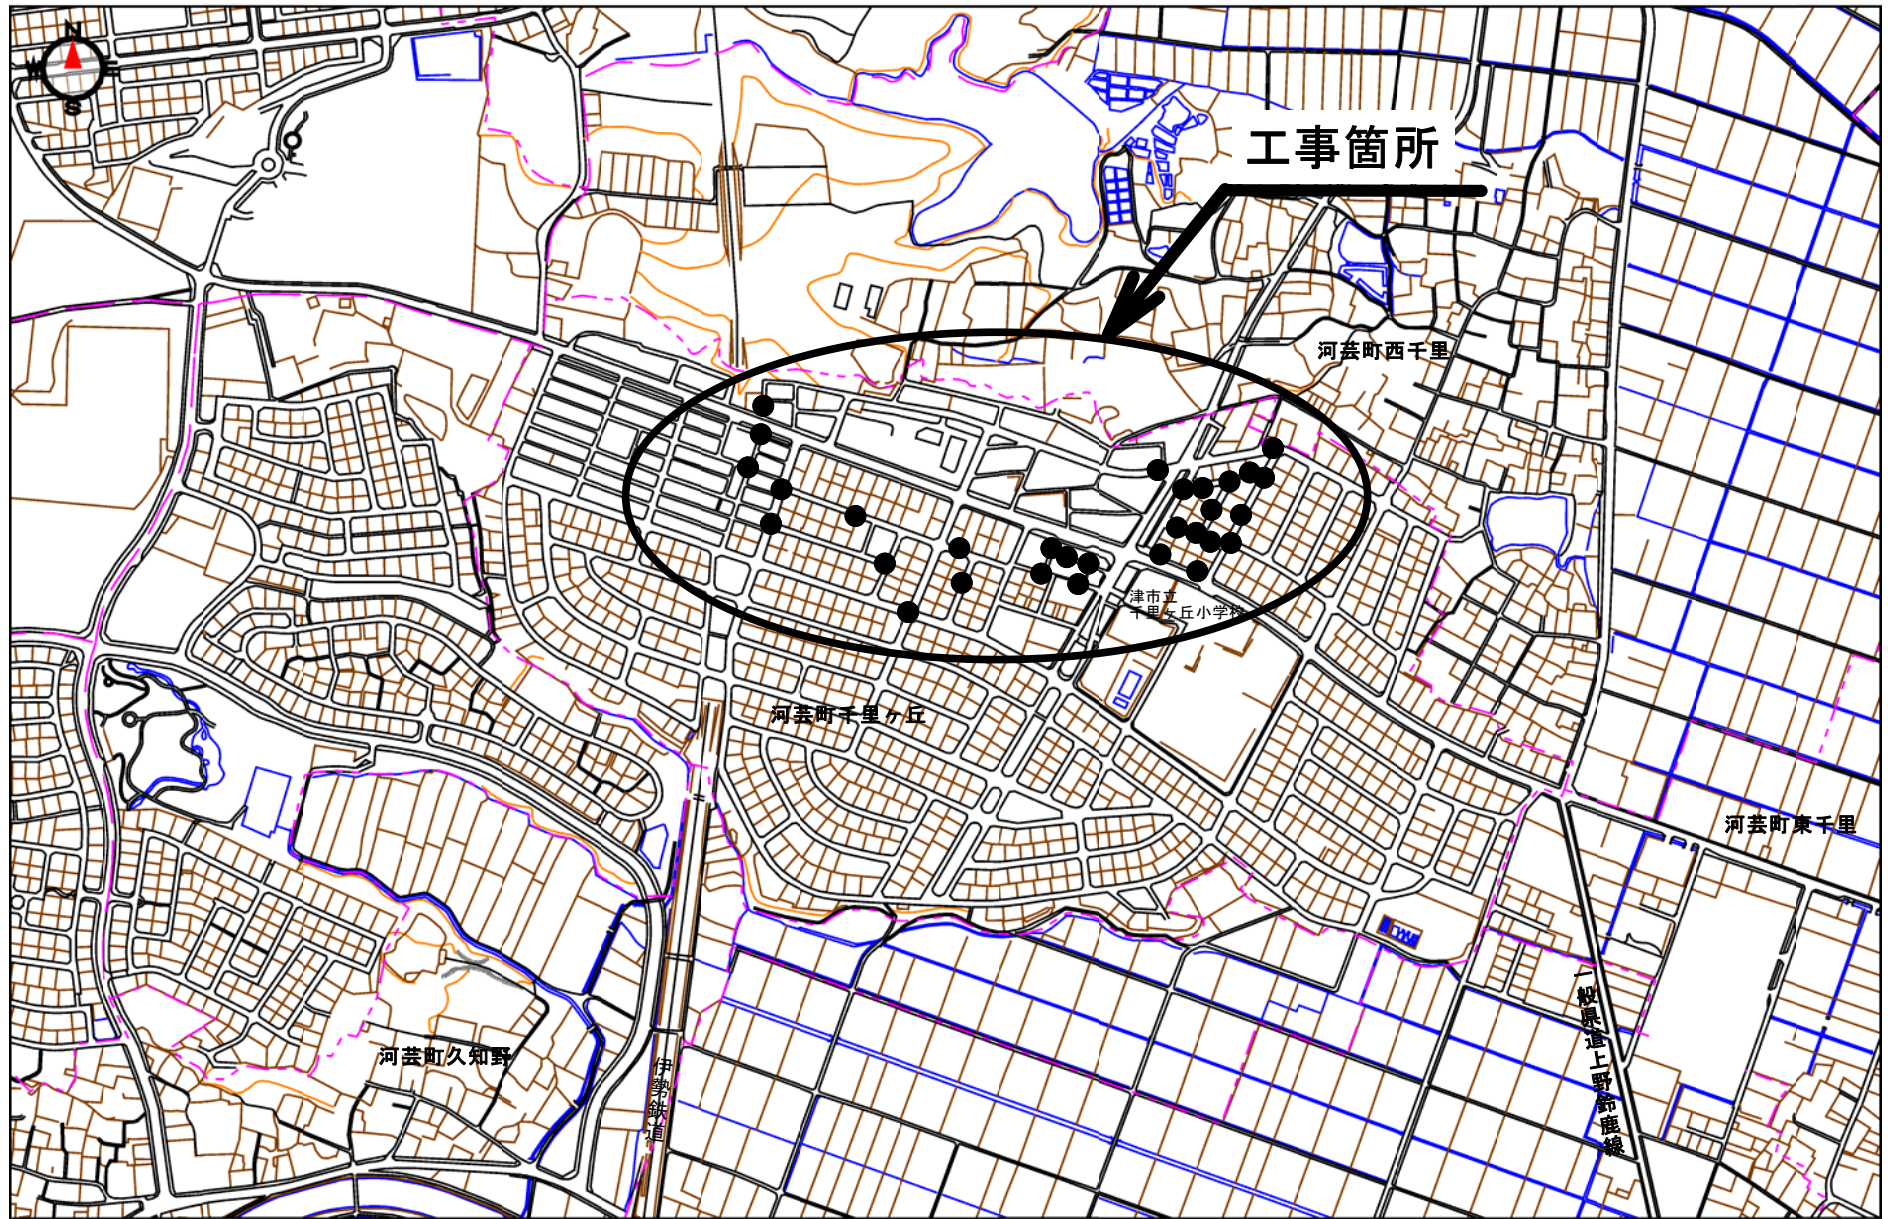 N
W
S
工事箇所
河芸町西千里
津市立
千里ヶ丘小学校
河芸町千里ヶ丘
河芸町東千里
一般県道上野鈴鹿線
河芸町久知野
伊勢鉄道